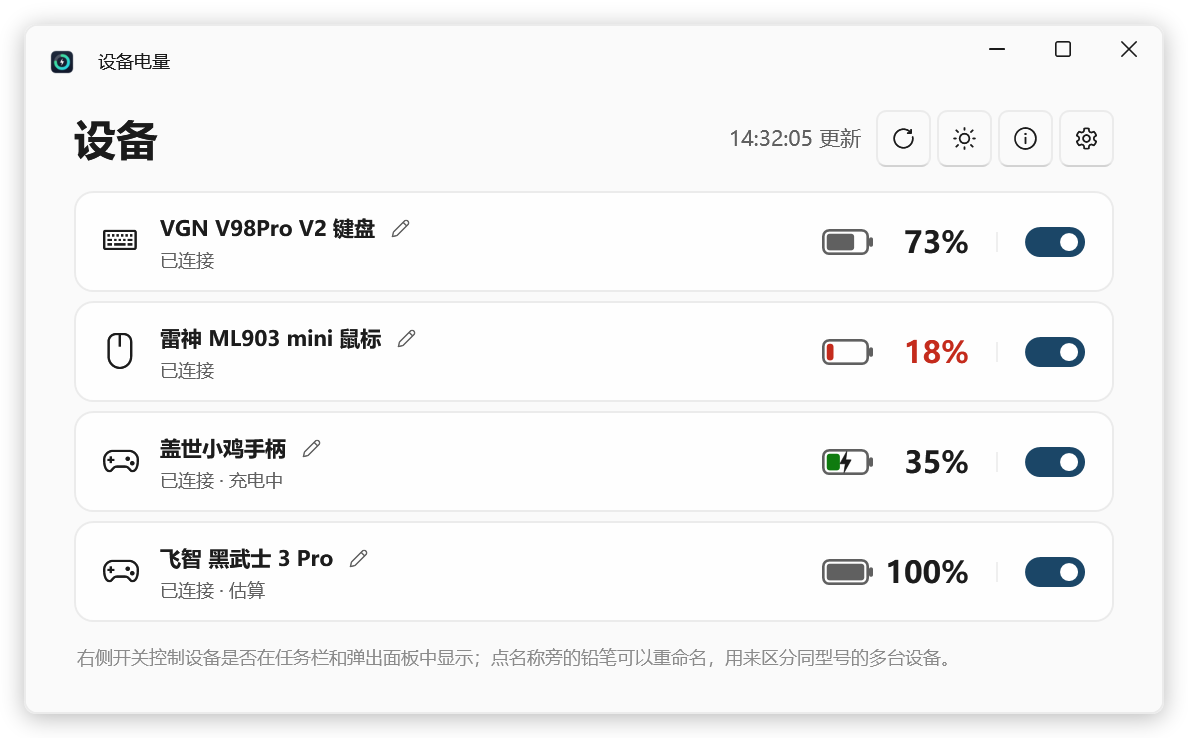 设备电量
设备
14:32:05 更新
VGN V98Pro V2 键盘
已连接
73%
雷神 ML903 mini 鼠标
已连接
18%
盖世小鸡手柄
已连接 · 充电中
35%
飞智 黑武士 3 Pro
已连接 · 估算
100%
右侧开关控制设备是否在任务栏和弹出面板中显示；点名称旁的铅笔可以重命名，用来区分同型号的多台设备。